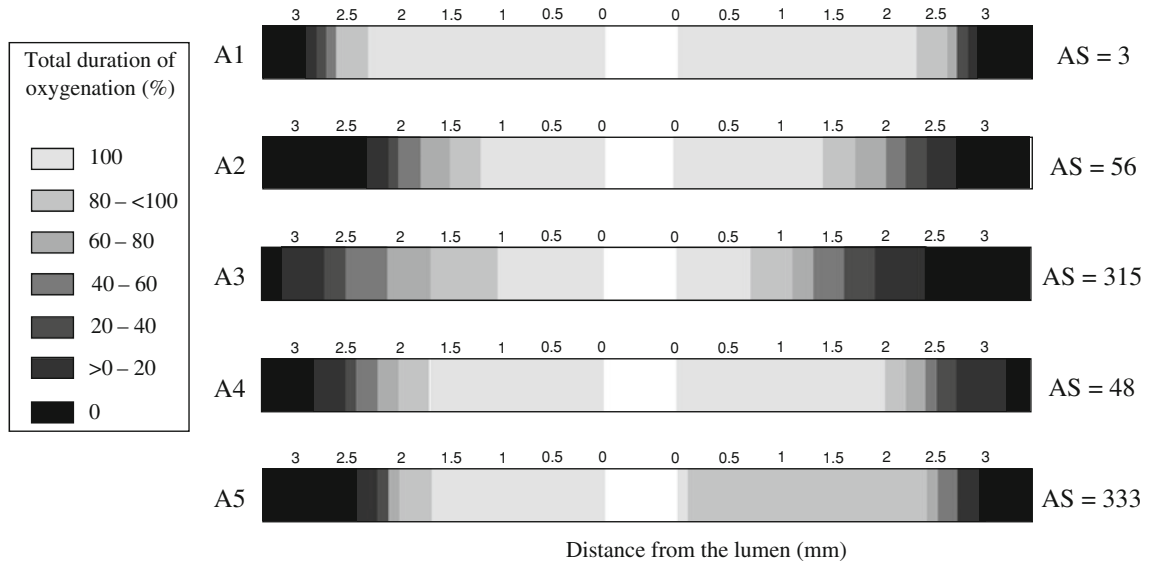 Total duration of
oxygenation (%)
100
80 – <100
60 – 80
40 – 60
20 – 40
>0 – 20
0
3 2.5 2 1.5 1 0.5 0 0 0.5 1 1.5 2 2.5 3
A1 AS = 3
3 2.5 2 1.5 1 0.5 0 0 0.5 1 1.5 2 2.5 3
A2 AS = 56
3 2.5 2 1.5 1 0.5 0 0 0.5 1 1.5 2 2.5 3
A3 AS = 315
3 2.5 2 1.5 1 0.5 0 0 0.5 1 1.5 2 2.5 3
A4 AS = 48
3 2.5 2 1.5 1 0.5 0 0 0.5 1 1.5 2 2.5 3
A5 AS = 333
Distance from the lumen (mm)